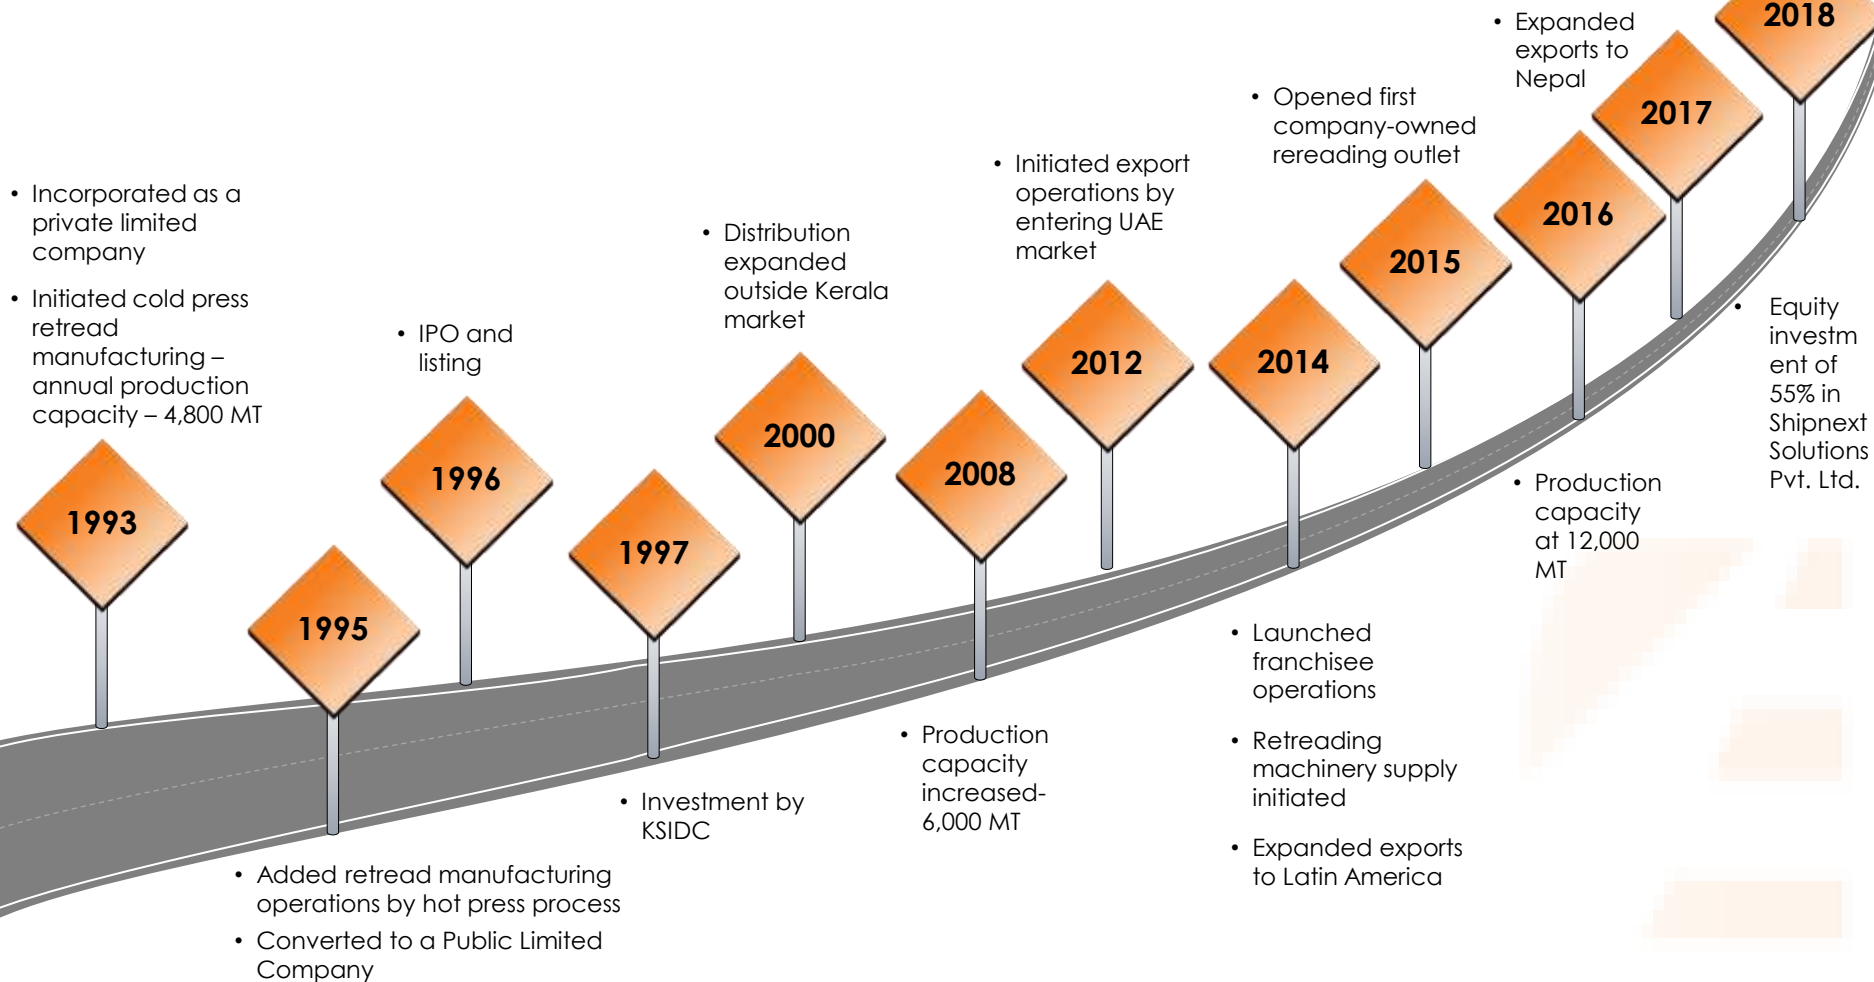 • Incorporated as a
private limited
company
• Initiated cold press
retread
manufacturing –
annual production
capacity – 4,800 MT
1993
1995
• Added retread manufacturing
operations by hot press process
• Converted to a Public Limited
Company
• IPO and
listing
1996
1997
• Investment by
KSIDC
• Distribution
expanded
outside Kerala
market
2000
2008
• Production
capacity
increased-
6,000 MT
• Initiated export
operations by
entering UAE
market
2012
2014
• Launched
franchisee
operations
• Retreading
machinery supply
initiated
• Expanded exports
to Latin America
• Opened first
company-owned
rereading outlet
2015
2016
• Production
capacity
at 12,000
MT
• Expanded
exports to
Nepal
2017
2018
• Equity
investm
ent of
55% in
Shipnext
Solutions
Pvt. Ltd.